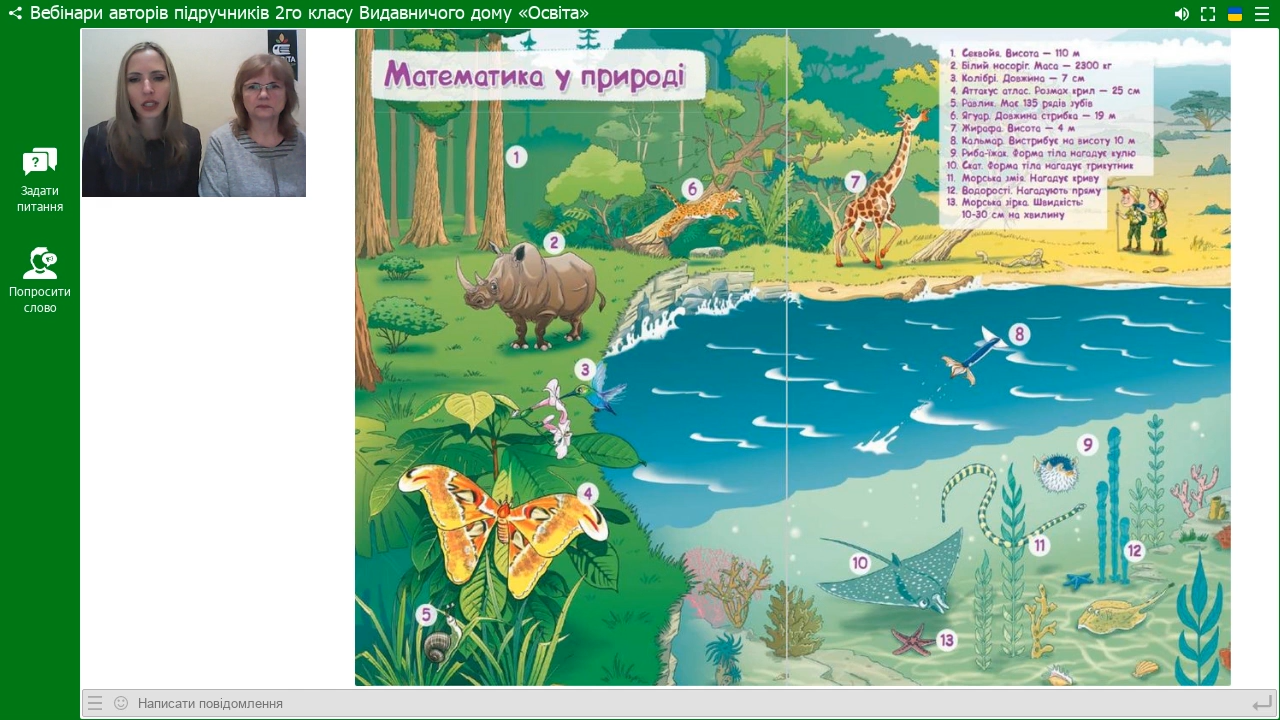 Вебінари авторів підручників 2го класу Видавничого дому «Освіта»
Задати
питання
Попросити
слово
Математика у природі
1. Секвойя. Висота — 110 м
2. Білий носоріг. Маса — 2300 кг
3. Колібрі. Довжина — 7 см
4. Аттакус атлас. Розмах крил — 25 см
5. Равлик. Має 135 рядів зубів
6. Ягуар. Довжина стрибка — 19 м
7. Жирафа. Висота — 4 м
8. Кальмар. Вистрибує на висоту 10 м
9. Риба-їжак. Форма тіла нагадує кулю
10. Скат. Форма тіла нагадує трикутник
11. Морська змія. Нагадує криву
12. Водорості. Нагадують пряму
13. Морська зірка. Швидкість:
10-30 см на хвилину
1
2
3
4
5
6
7
8
9
10
11
12
13
Написати повідомлення